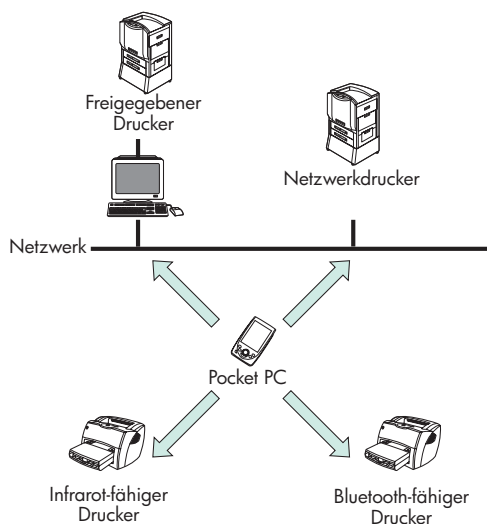 Freigegebener
Drucker
Netzwerkdrucker
Netzwerk
Pocket PC
Infrarot-fähiger
Drucker
Bluetooth-fähiger
Drucker